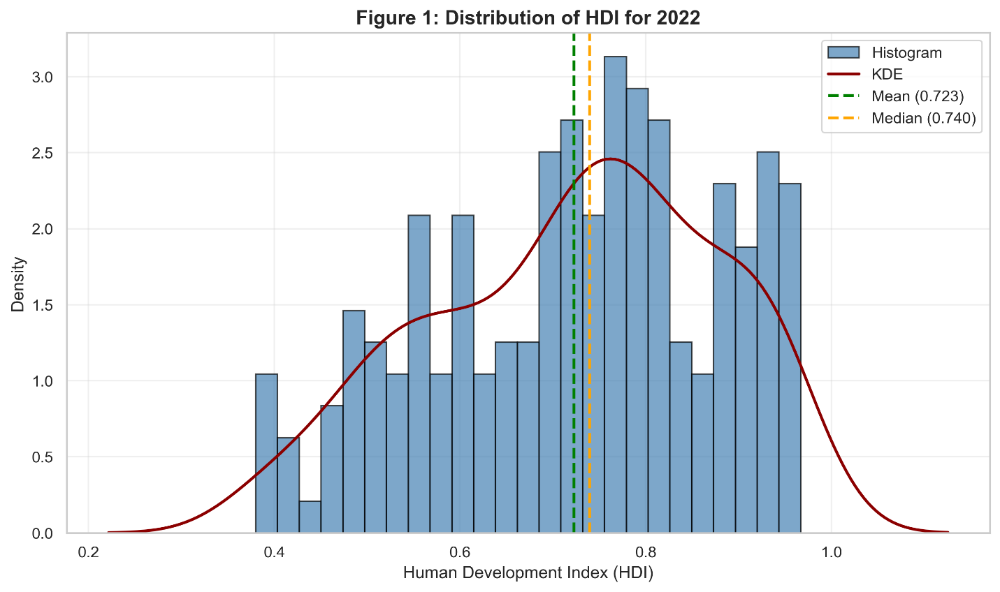 Figure 1: Distribution of HDI for 2022
Histogram
KDE
Mean (0.723)
Median (0.740)
3.0
2.5
2.0
1.5
1.0
0.5
0.0
Density
0.2 0.4 0.6 0.8 1.0
Human Development Index (HDI)